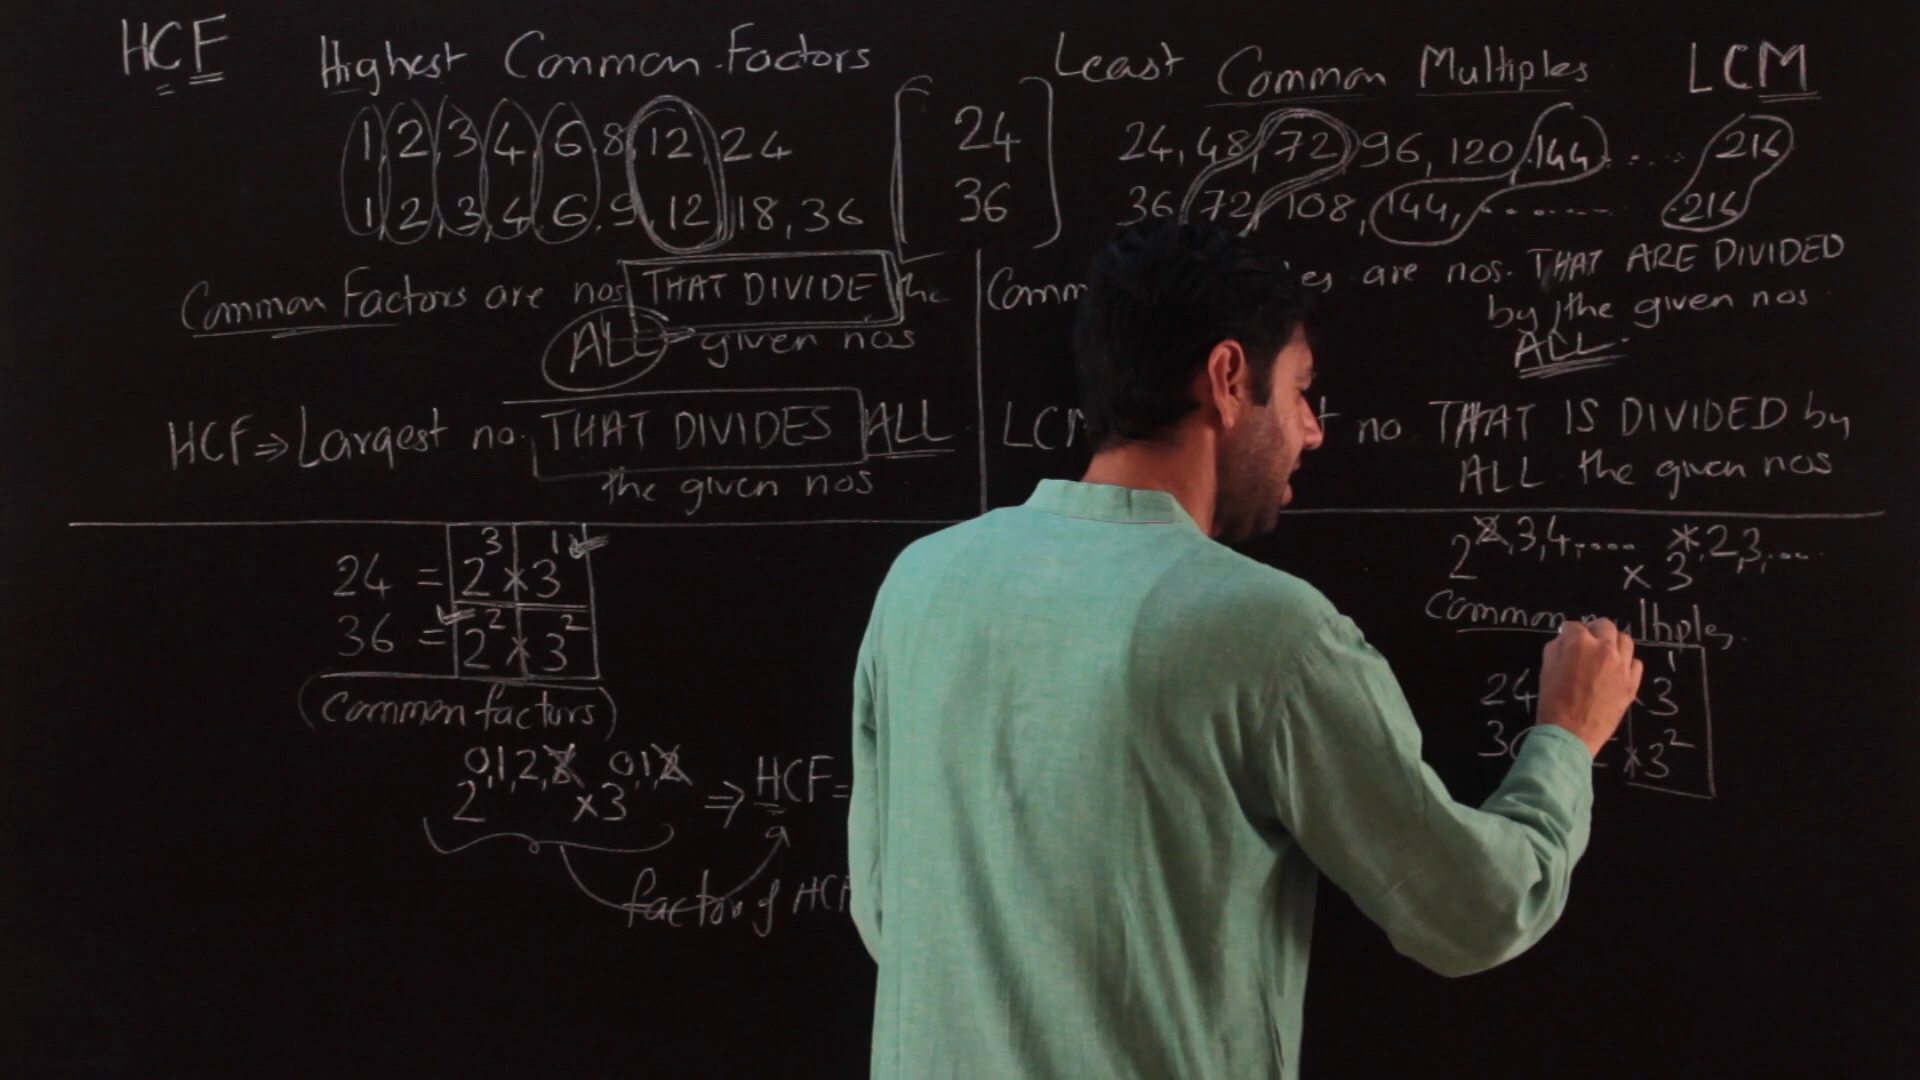 HCF Highest Common Factors Least Common Multiples LCM
1, 2, 3, 4, 6, 8, 12, 24
1, 2, 3, 4, 6, 9, 12, 18, 36
24
36
24, 48, 72, 96, 120, 144, ...... 216
36, 72, 108, 144, ........ 216
Common Factors are nos THAT DIVIDE the
ALL given nos
are nos. THAT ARE DIVIDED
by the given nos
ALL.
HCF ⇒ Largest no. THAT DIVIDES ALL
the given nos
no. THAT IS DIVIDED by
ALL the given nos
24 = 2³ × 3¹
36 = 2² × 3²
(Common factors)
0,1,2,3 0,1,2
2 × 3 ⇒ HCF =
factor of HCF
2,3,4,.... 1,2,3,....
2 × 3
Common multiples
24 × 3¹
× 3²